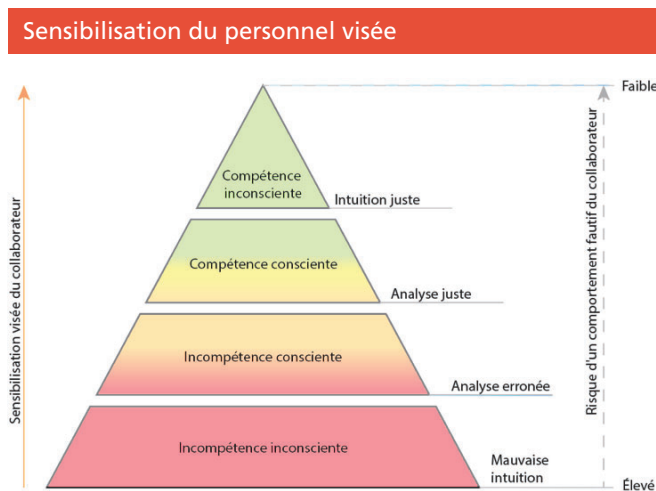 Sensibilisation du personnel visée
Faible
Compétence
inconsciente
Intuition juste
Compétence consciente
Analyse juste
Incompétence consciente
Analyse erronée
Incompétence inconsciente
Mauvaise
intuition
Élevé
Sensibilisation visée du collaborateur
Risque d'un comportement fautif du collaborateur